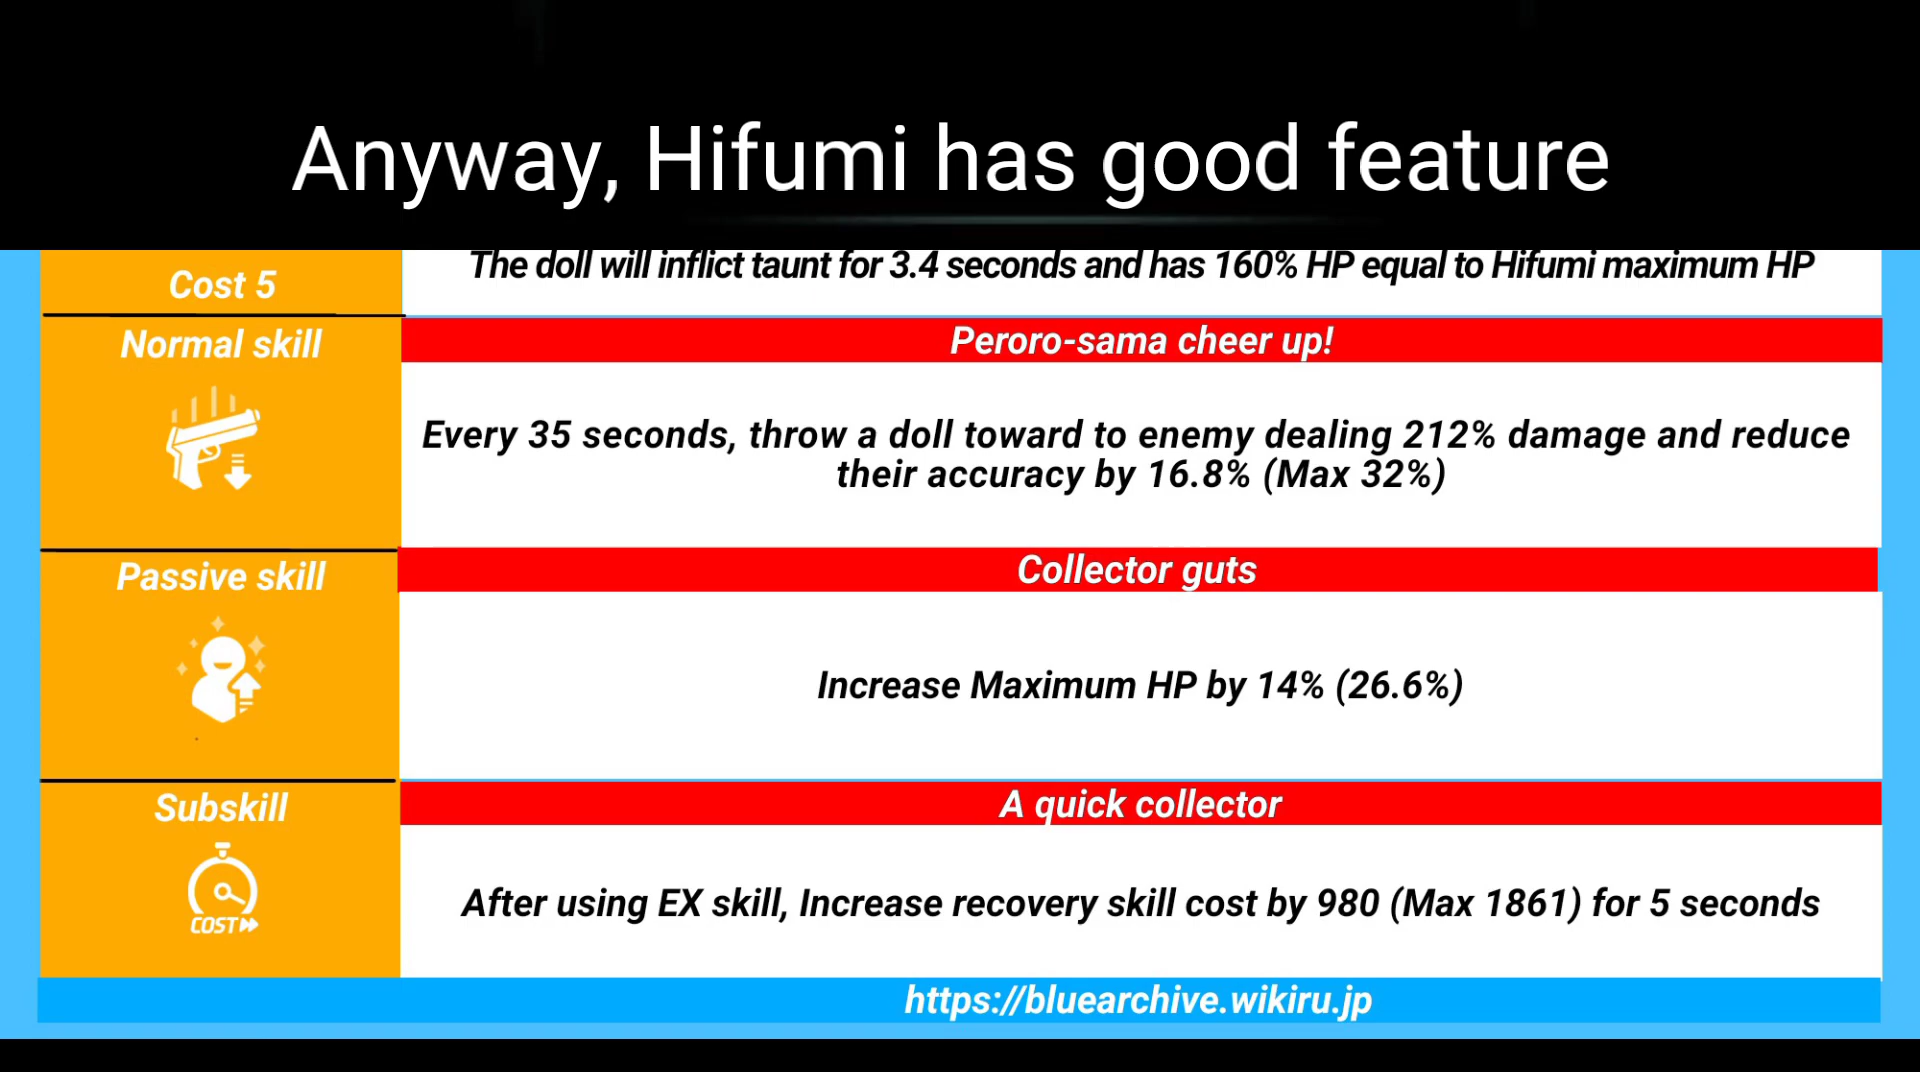 Anyway, Hifumi has good feature
Cost 5
The doll will inflict taunt for 3.4 seconds and has 160% HP equal to Hifumi maximum HP
Normal skill
Peroro-sama cheer up!
Every 35 seconds, throw a doll toward to enemy dealing 212% damage and reduce
their accuracy by 16.8% (Max 32%)
Passive skill
Collector guts
Increase Maximum HP by 14% (26.6%)
Subskill
A quick collector
COST
After using EX skill, Increase recovery skill cost by 980 (Max 1861) for 5 seconds
https://bluearchive.wikiru.jp